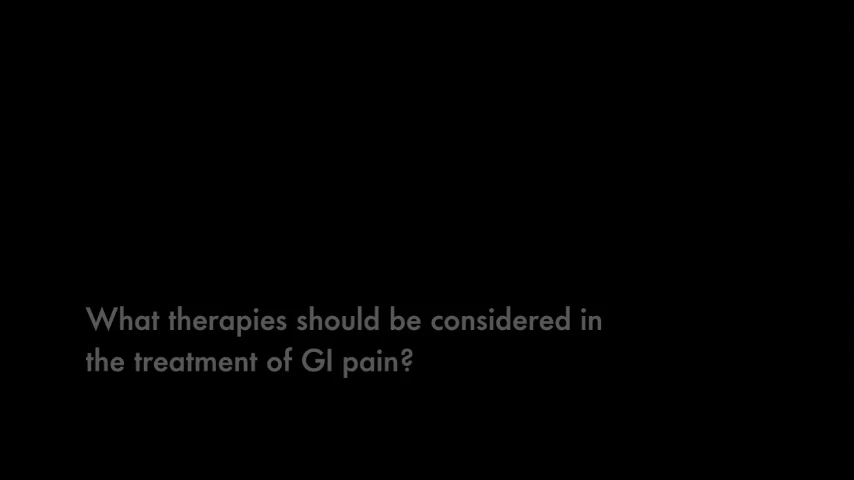 What therapies should be considered in
the treatment of GI pain?